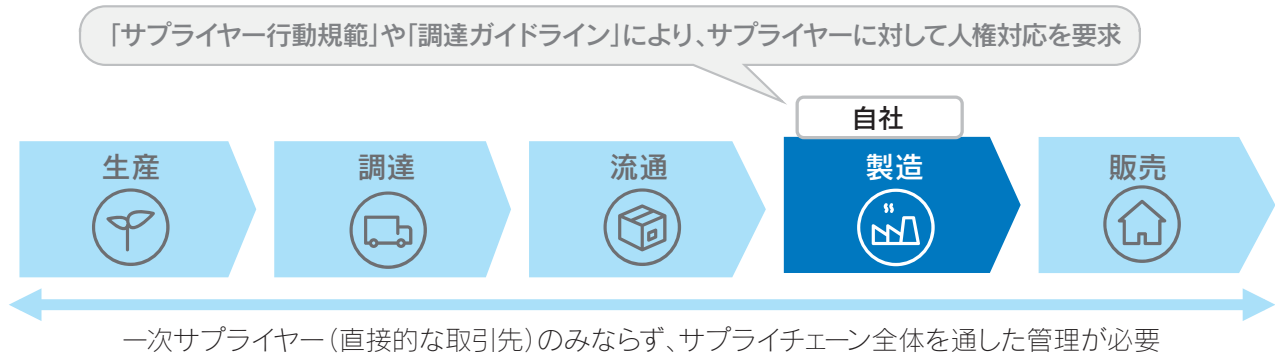 「サプライヤー行動規範」や「調達ガイドライン」により、サプライヤーに対して人権対応を要求
自社
生産
調達
流通
製造
販売
一次サプライヤー（直接的な取引先）のみならず、サプライチェーン全体を通した管理が必要